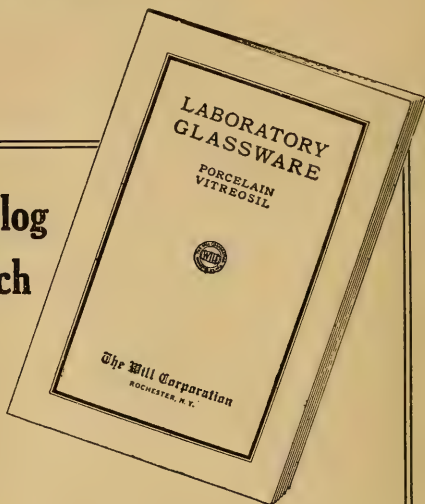 LABORATORY
GLASSWARE
PORCELAIN
VITREOSIL
WILL
The Will Corporation
ROCHESTER, N. Y.
log
ch